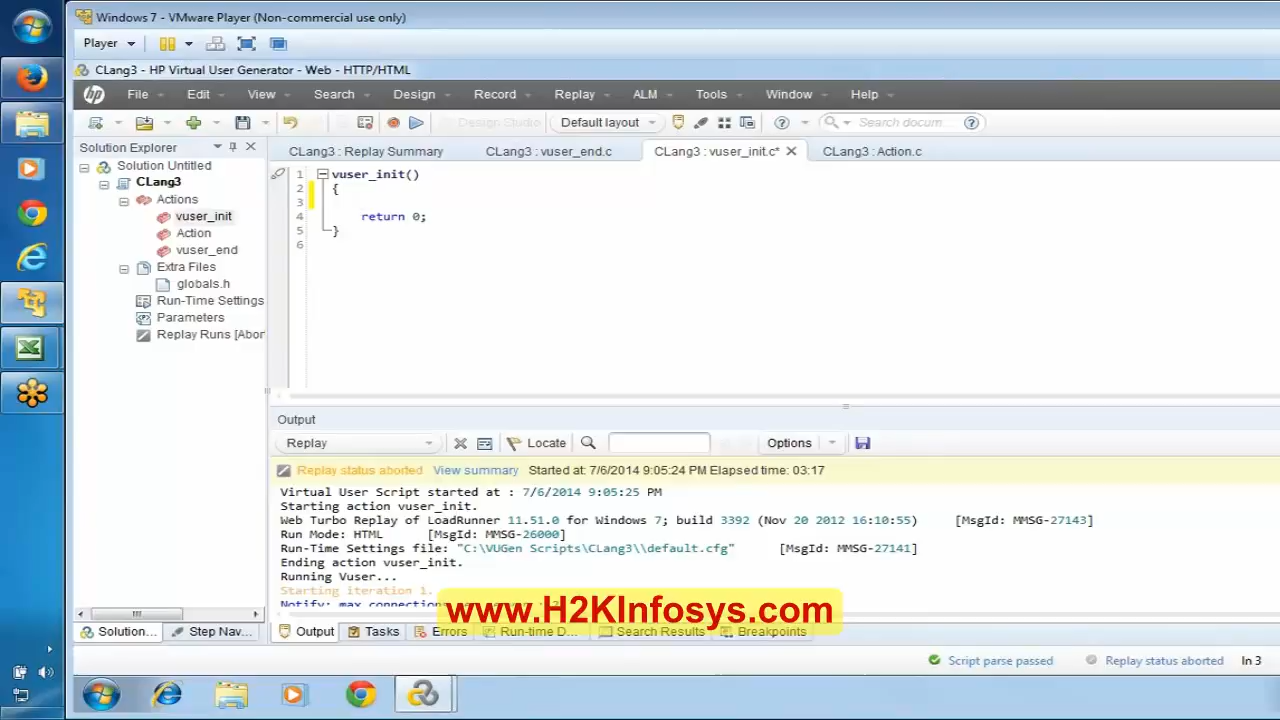 Windows 7 - VMware Player (Non-commercial use only)
Player
CLang3 - HP Virtual User Generator - Web - HTTP/HTML
hp File Edit View Search Design Record Replay ALM Tools Window Help
Design Studio Default layout Search docum
Solution Explorer
CLang3 : Replay Summary CLang3 : vuser_end.c CLang3 : vuser_init.c* CLang3 : Action.c
Solution Untitled
CLang3
Actions
vuser_init
Action
vuser_end
Extra Files
globals.h
Run-Time Settings
Parameters
Replay Runs [Abor
1 vuser_init()
2 {
3
4 return 0;
5 }
6
Output
Replay Locate Options
Replay status aborted View summary Started at: 7/6/2014 9:05:24 PM Elapsed time: 03:17
Virtual User Script started at : 7/6/2014 9:05:25 PM
Starting action vuser_init.
Web Turbo Replay of LoadRunner 11.51.0 for Windows 7; build 3392 (Nov 20 2012 16:10:55) [MsgId: MMSG-27143]
Run Mode: HTML [MsgId: MMSG-26000]
Run-Time Settings file: "C:\VUGen Scripts\CLang3\\default.cfg" [MsgId: MMSG-27141]
Ending action vuser_init.
Running Vuser...
Starting iteration 1.
Notify: max connections
www.H2KInfosys.com
Solution... Step Nav... Output Tasks Errors Run-time D... Search Results Breakpoints
Script parse passed Replay status aborted ln 3